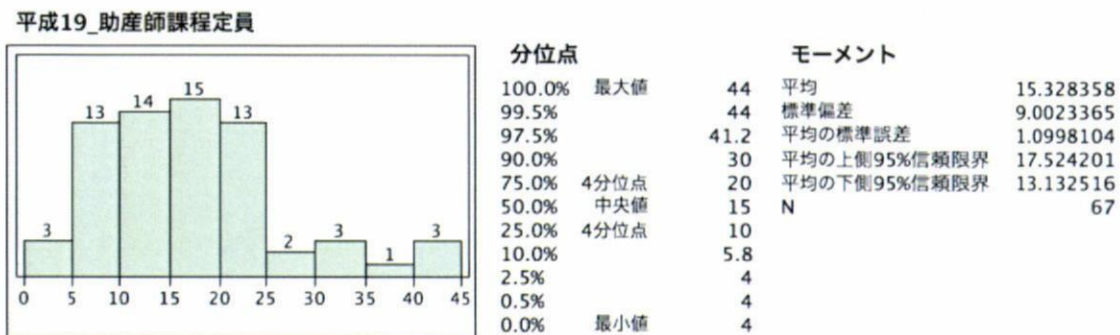 平成19_助産師課程定員
3 13 14 15 13 2 3 1 3
0 5 10 15 20 25 30 35 40 45
分位点
100.0% 最大値 44
99.5% 44
97.5% 41.2
90.0% 30
75.0% 4分位点 20
50.0% 中央値 15
25.0% 4分位点 10
10.0% 5.8
2.5% 4
0.5% 4
0.0% 最小値 4
モーメント
平均 15.328358
標準偏差 9.0023365
平均の標準誤差 1.0998104
平均の上側95%信頼限界 17.524201
平均の下側95%信頼限界 13.132516
N 67